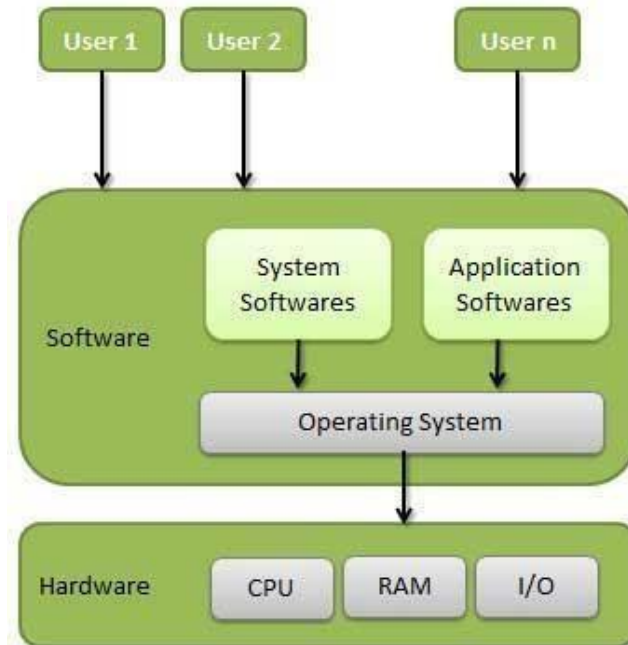 User 1
User 2
User n
System
Softwares
Application
Softwares
Software
Operating System
Hardware
CPU
RAM
I/O